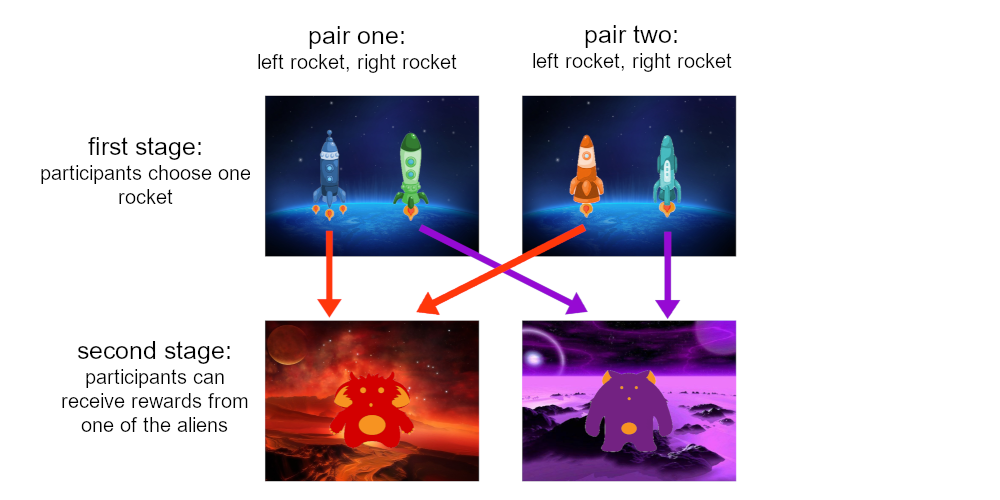 pair one:
left rocket, right rocket
pair two:
left rocket, right rocket
first stage:
participants choose one
rocket
second stage:
participants can
receive rewards from
one of the aliens